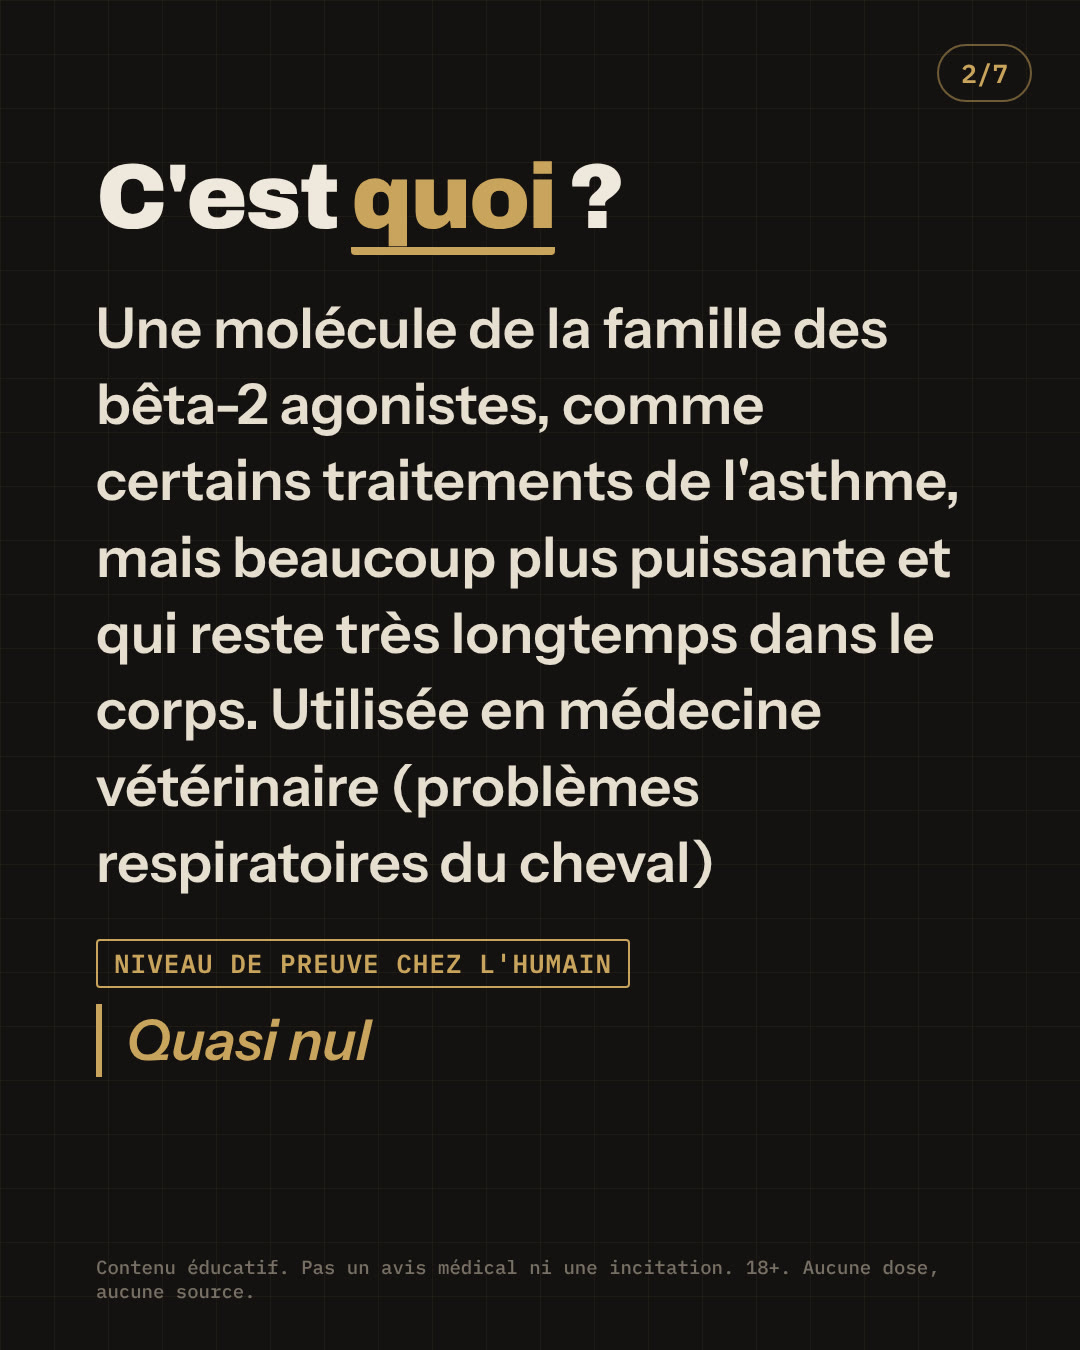 2/7
C'est quoi ?
Une molécule de la famille des
bêta-2 agonistes, comme
certains traitements de l'asthme,
mais beaucoup plus puissante et
qui reste très longtemps dans le
corps. Utilisée en médecine
vétérinaire (problèmes
respiratoires du cheval)
NIVEAU DE PREUVE CHEZ L'HUMAIN
Quasi nul
Contenu éducatif. Pas un avis médical ni une incitation. 18+. Aucune dose,
aucune source.